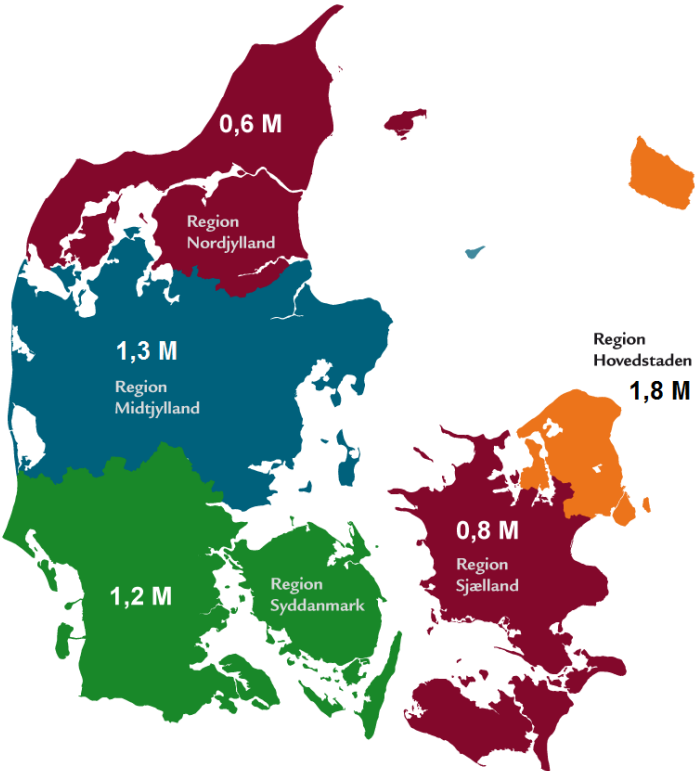 0,6 M
Region
Nordjylland
1,3 M
Region
Midtjylland
Region
Hovedstaden
1,8 M
0,8 M
Region
Sjælland
1,2 M
Region
Syddanmark